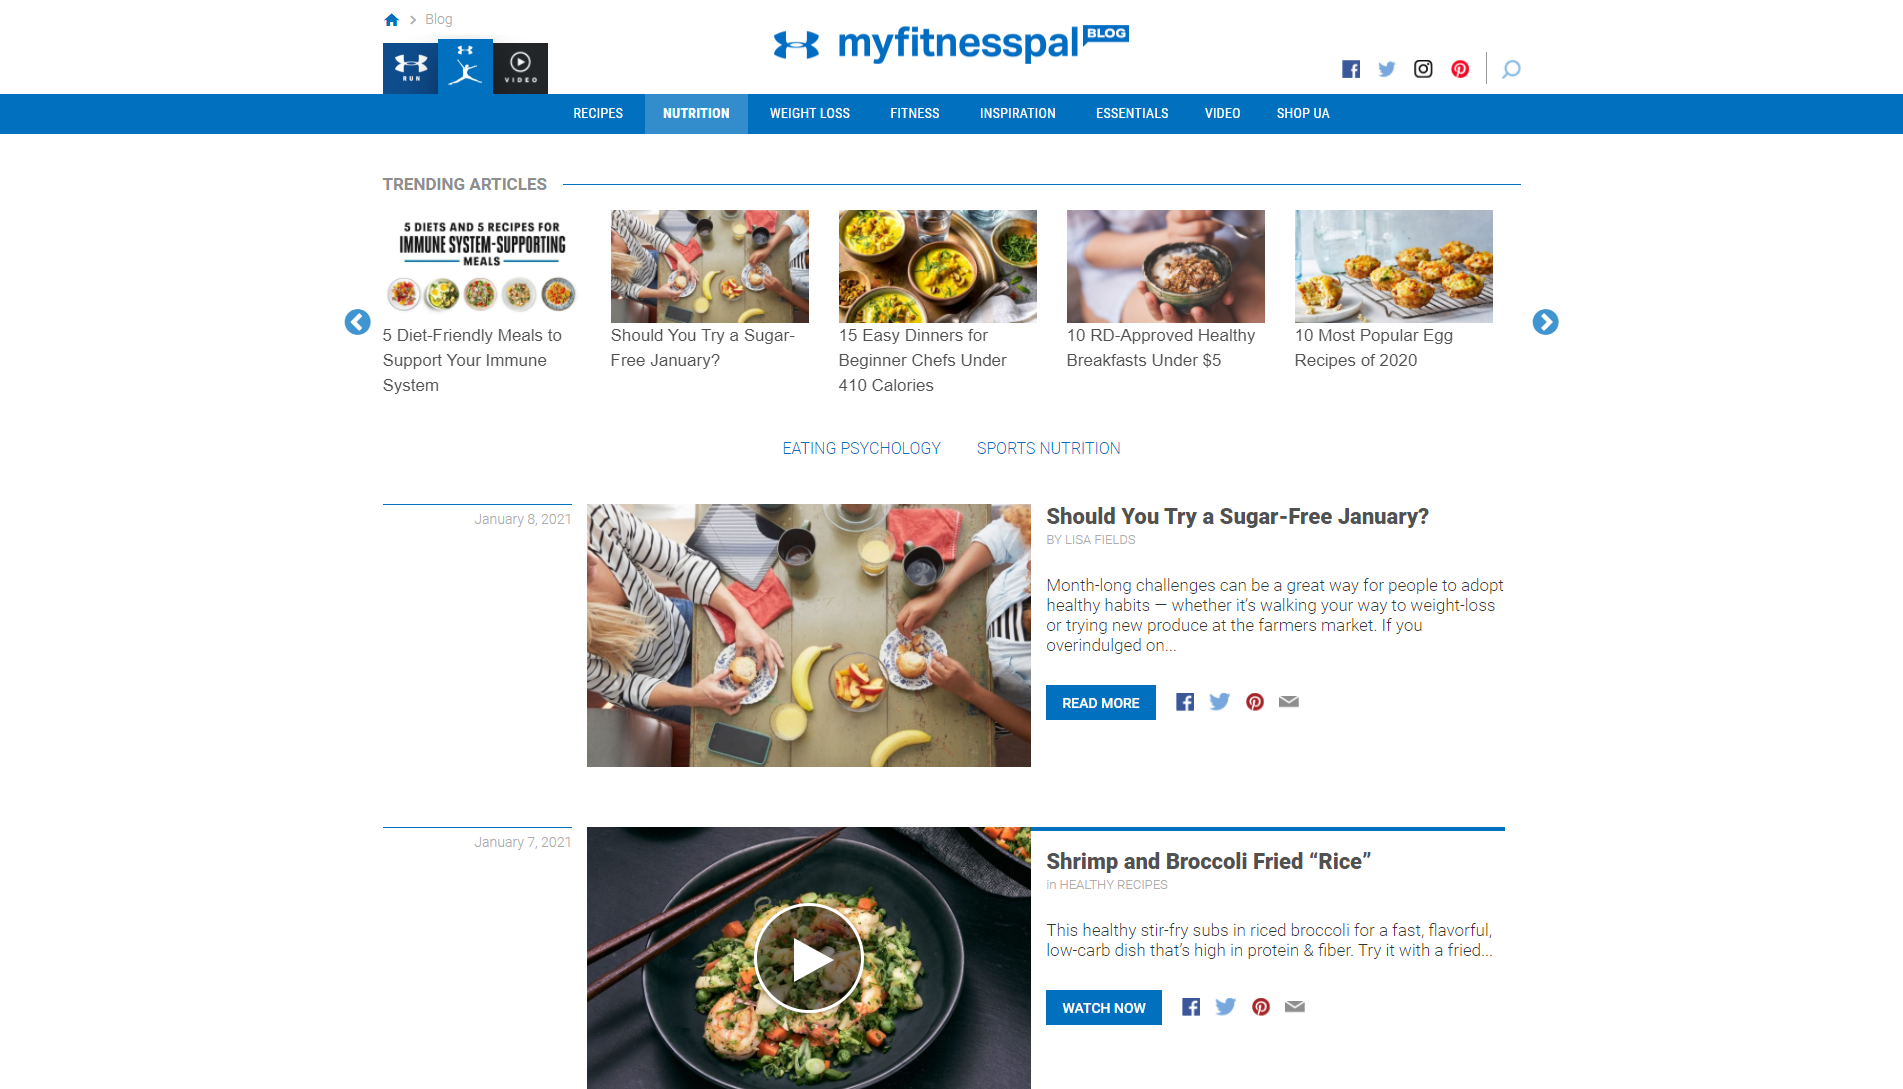 Blog
RUN
VIDEO
myfitnesspal BLOG
RECIPES NUTRITION WEIGHT LOSS FITNESS INSPIRATION ESSENTIALS VIDEO SHOP UA
TRENDING ARTICLES
5 DIETS AND 5 RECIPES FOR
IMMUNE SYSTEM-SUPPORTING
MEALS
5 Diet-Friendly Meals to
Support Your Immune
System
Should You Try a Sugar-
Free January?
15 Easy Dinners for
Beginner Chefs Under
410 Calories
10 RD-Approved Healthy
Breakfasts Under $5
10 Most Popular Egg
Recipes of 2020
EATING PSYCHOLOGY SPORTS NUTRITION
January 8, 2021
Should You Try a Sugar-Free January?
BY LISA FIELDS
Month-long challenges can be a great way for people to adopt
healthy habits — whether it’s walking your way to weight-loss
or trying new produce at the farmers market. If you
overindulged on...
READ MORE
January 7, 2021
Shrimp and Broccoli Fried “Rice”
in HEALTHY RECIPES
This healthy stir-fry subs in riced broccoli for a fast, flavorful,
low-carb dish that’s high in protein & fiber. Try it with a fried...
WATCH NOW